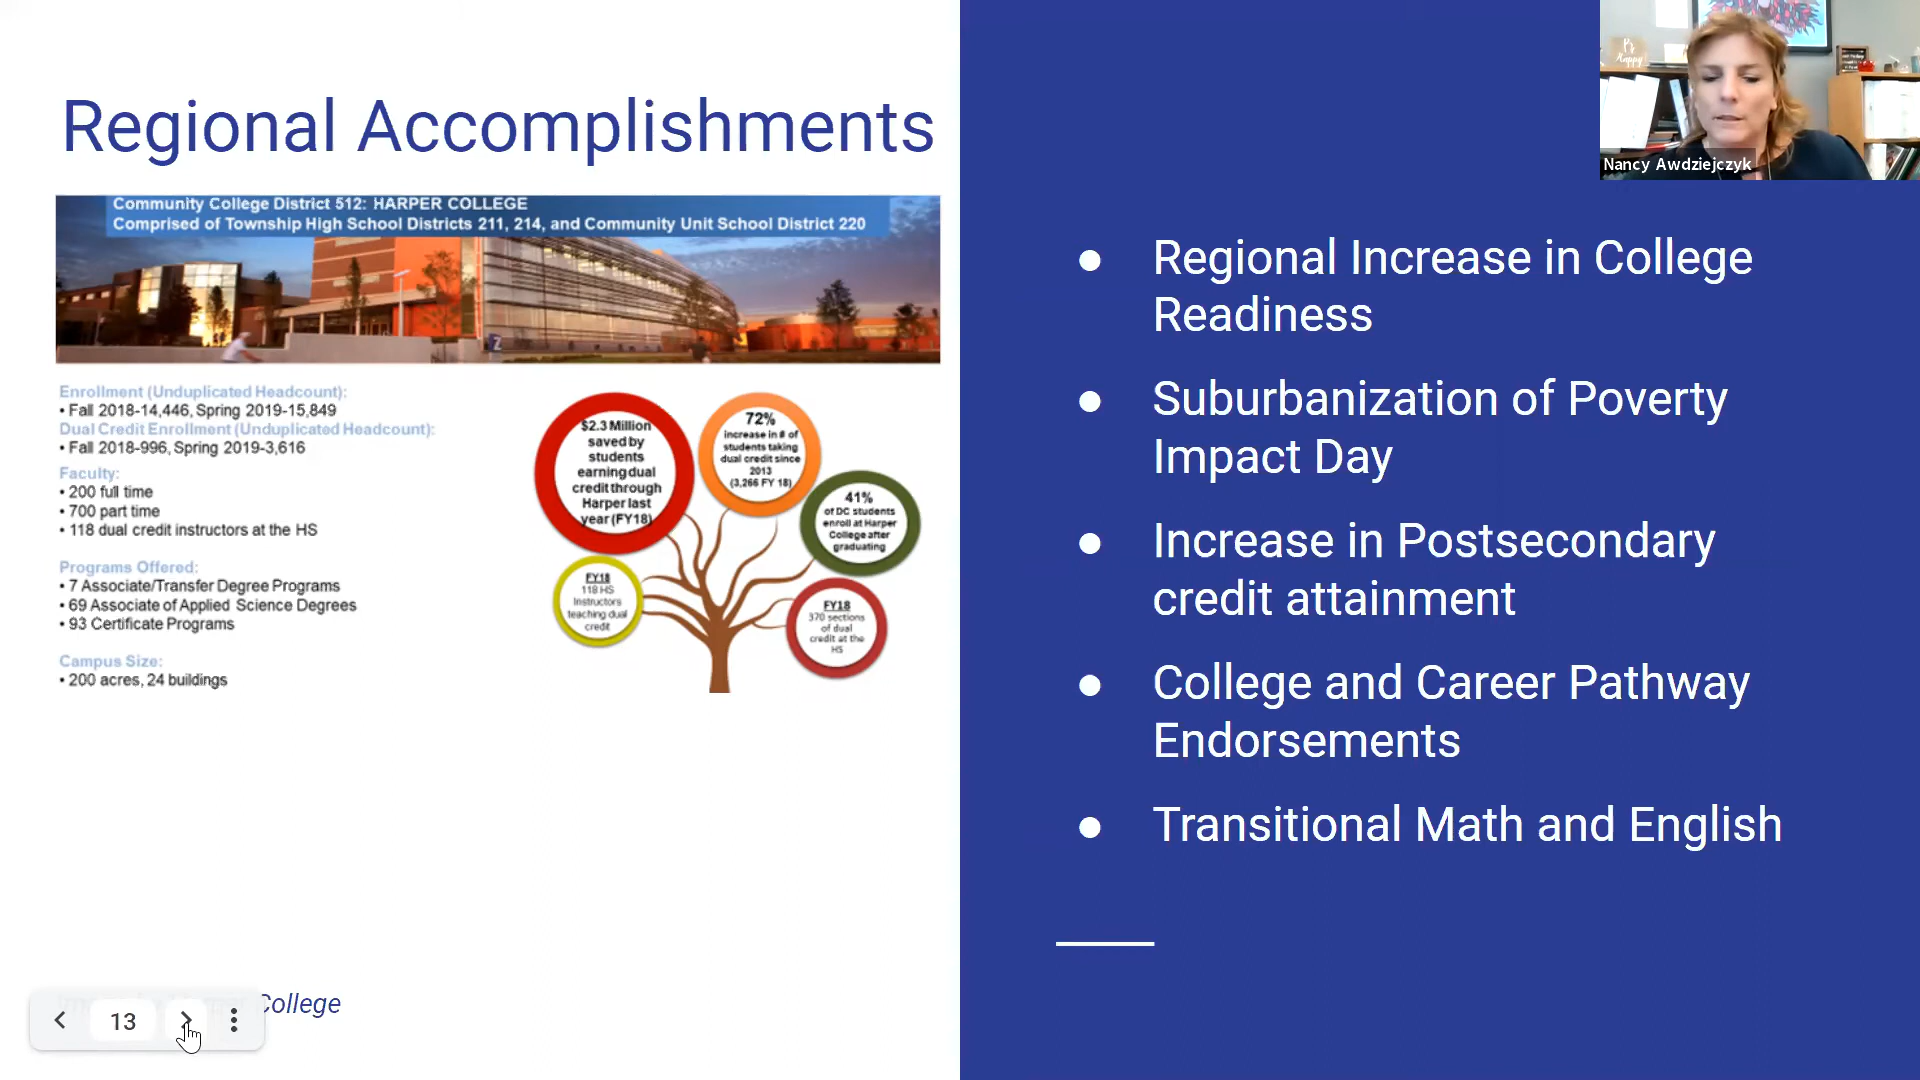 Regional Accomplishments
Community College District 512: HARPER COLLEGE
Comprised of Township High School Districts 211, 214, and Community Unit School District 220
Enrollment (Unduplicated Headcount):
• Fall 2018-14,446, Spring 2019-15,849
Dual Credit Enrollment (Unduplicated Headcount):
• Fall 2018-996, Spring 2019-3,616
Faculty:
• 200 full time
• 700 part time
• 118 dual credit instructors at the HS
Programs Offered:
• 7 Associate/Transfer Degree Programs
• 69 Associate of Applied Science Degrees
• 93 Certificate Programs
Campus Size:
• 200 acres, 24 buildings
$2.3 Million
saved by
students
earning dual
credit through
Harper last
year (FY18)
72%
increase in # of
students taking
dual credit since
2013
(3,266 FY 18)
41%
of DC students
enroll at Harper
College after
graduating
FY18
118 HS
Instructors
teaching dual
credit
FY18
370 sections
of dual
credit at the
HS
College
13
Be
Happy
Nancy Awdziejczyk
● Regional Increase in College
Readiness
● Suburbanization of Poverty
Impact Day
● Increase in Postsecondary
credit attainment
● College and Career Pathway
Endorsements
● Transitional Math and English